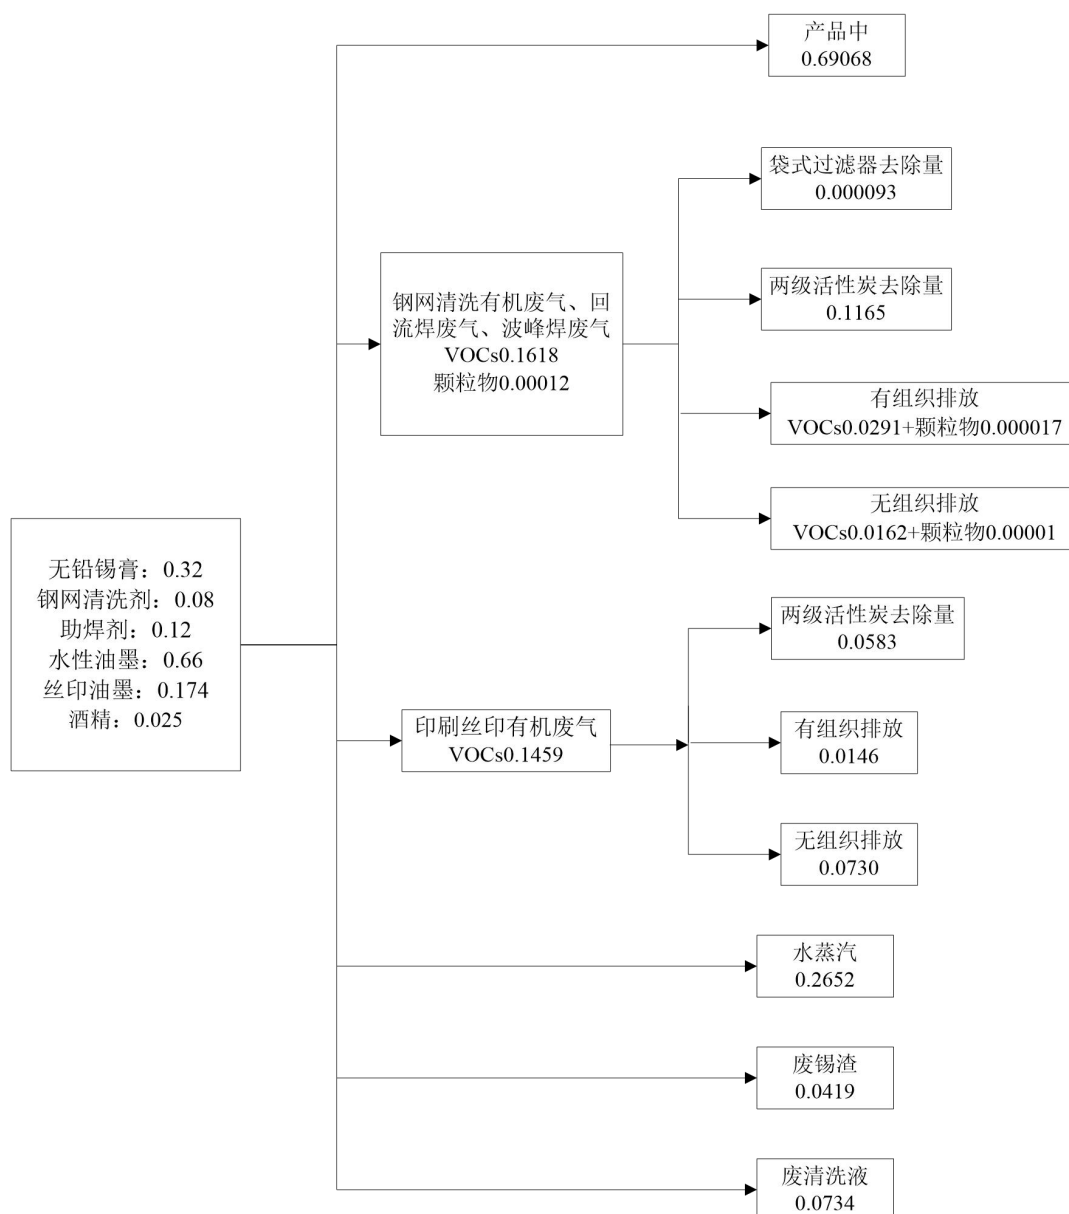 产品中
0.69068
袋式过滤器去除量
0.000093
两级活性炭去除量
0.1165
钢网清洗有机废气、回
流焊废气、波峰焊废气
VOCs0.1618
颗粒物0.00012
有组织排放
VOCs0.0291+颗粒物0.000017
无组织排放
VOCs0.0162+颗粒物0.00001
无铅锡膏：0.32
钢网清洗剂：0.08
助焊剂：0.12
水性油墨：0.66
丝印油墨：0.174
酒精：0.025
两级活性炭去除量
0.0583
印刷丝印有机废气
VOCs0.1459
有组织排放
0.0146
无组织排放
0.0730
水蒸汽
0.2652
废锡渣
0.0419
废清洗液
0.0734